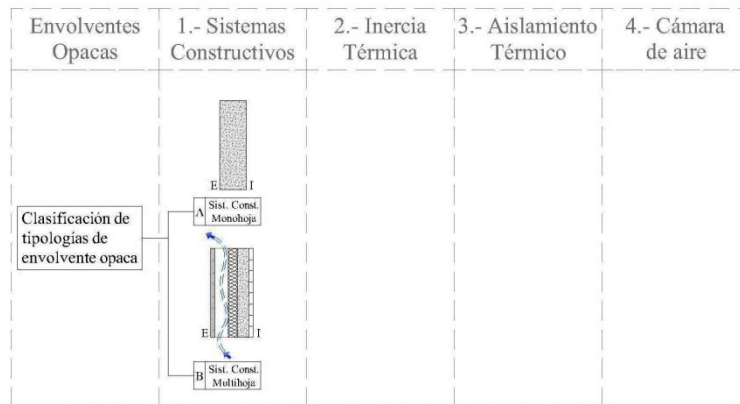 Envolventes
Opacas
1.- Sistemas
Constructivos
2.- Inercia
Térmica
3.- Aislamiento
Térmico
4.- Cámara
de aire
E I
A Sist. Const.
Monohoja
Clasificación de
tipologías de
envolvente opaca
E I
B Sist. Const.
Multihoja